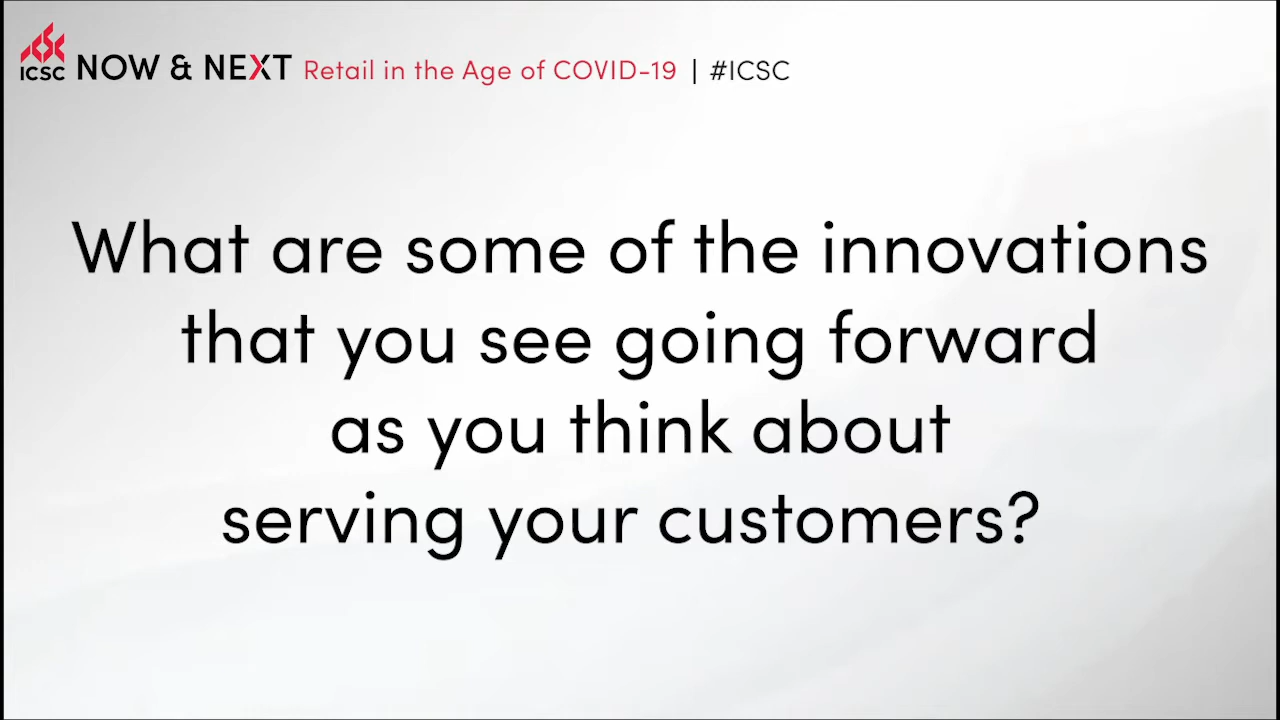 ICSC NOW & NEXT Retail in the Age of COVID-19 | #ICSC
What are some of the innovations
that you see going forward
as you think about
serving your customers?